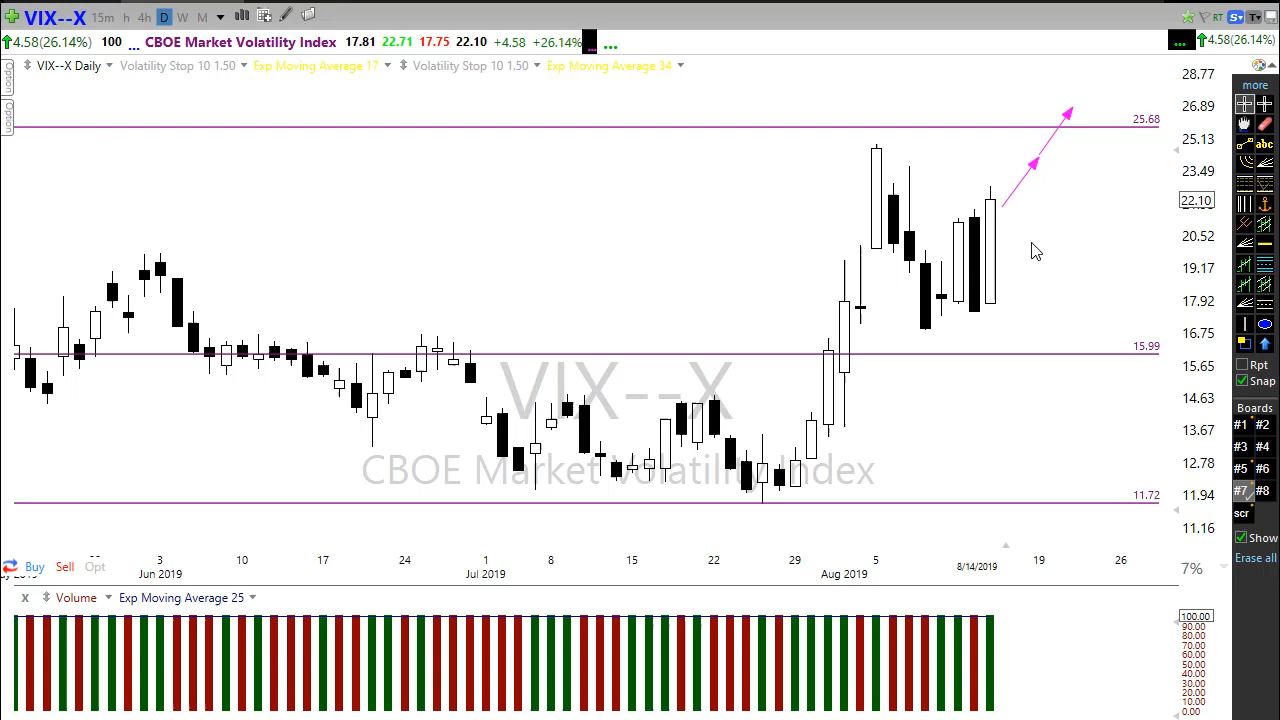 VIX--X 15m h 4h D W M RT S T
4.58(26.14%) 100 ... CBOE Market Volatility Index 17.81 22.71 17.75 22.10 +4.58 +26.14% ... ... ... 4.58(26.14%)
VIX--X Daily Volatility Stop 10 1.50 Exp Moving Average 17 Volatility Stop 10 1.50 Exp Moving Average 34
Option
Option
28.77
26.89
25.68
25.13
23.49
22.10
20.52
19.17
17.92
16.75
15.99
15.65
14.63
13.67
12.78
11.94
11.72
11.16
VIX--X
CBOE Market Volatility Index
3 10 17 24 1 8 15 22 29 5 8/14/2019 19 26
Jun 2019 Jul 2019 Aug 2019
Buy Sell Opt 7%
x Volume Exp Moving Average 25
100.00
90.00
80.00
70.00
60.00
50.00
40.00
30.00
20.00
10.00
0.00
more
abc
Rpt
Snap
Boards
#1 #2
#3 #4
#5 #6
#7 #8
scr
Show
Erase all